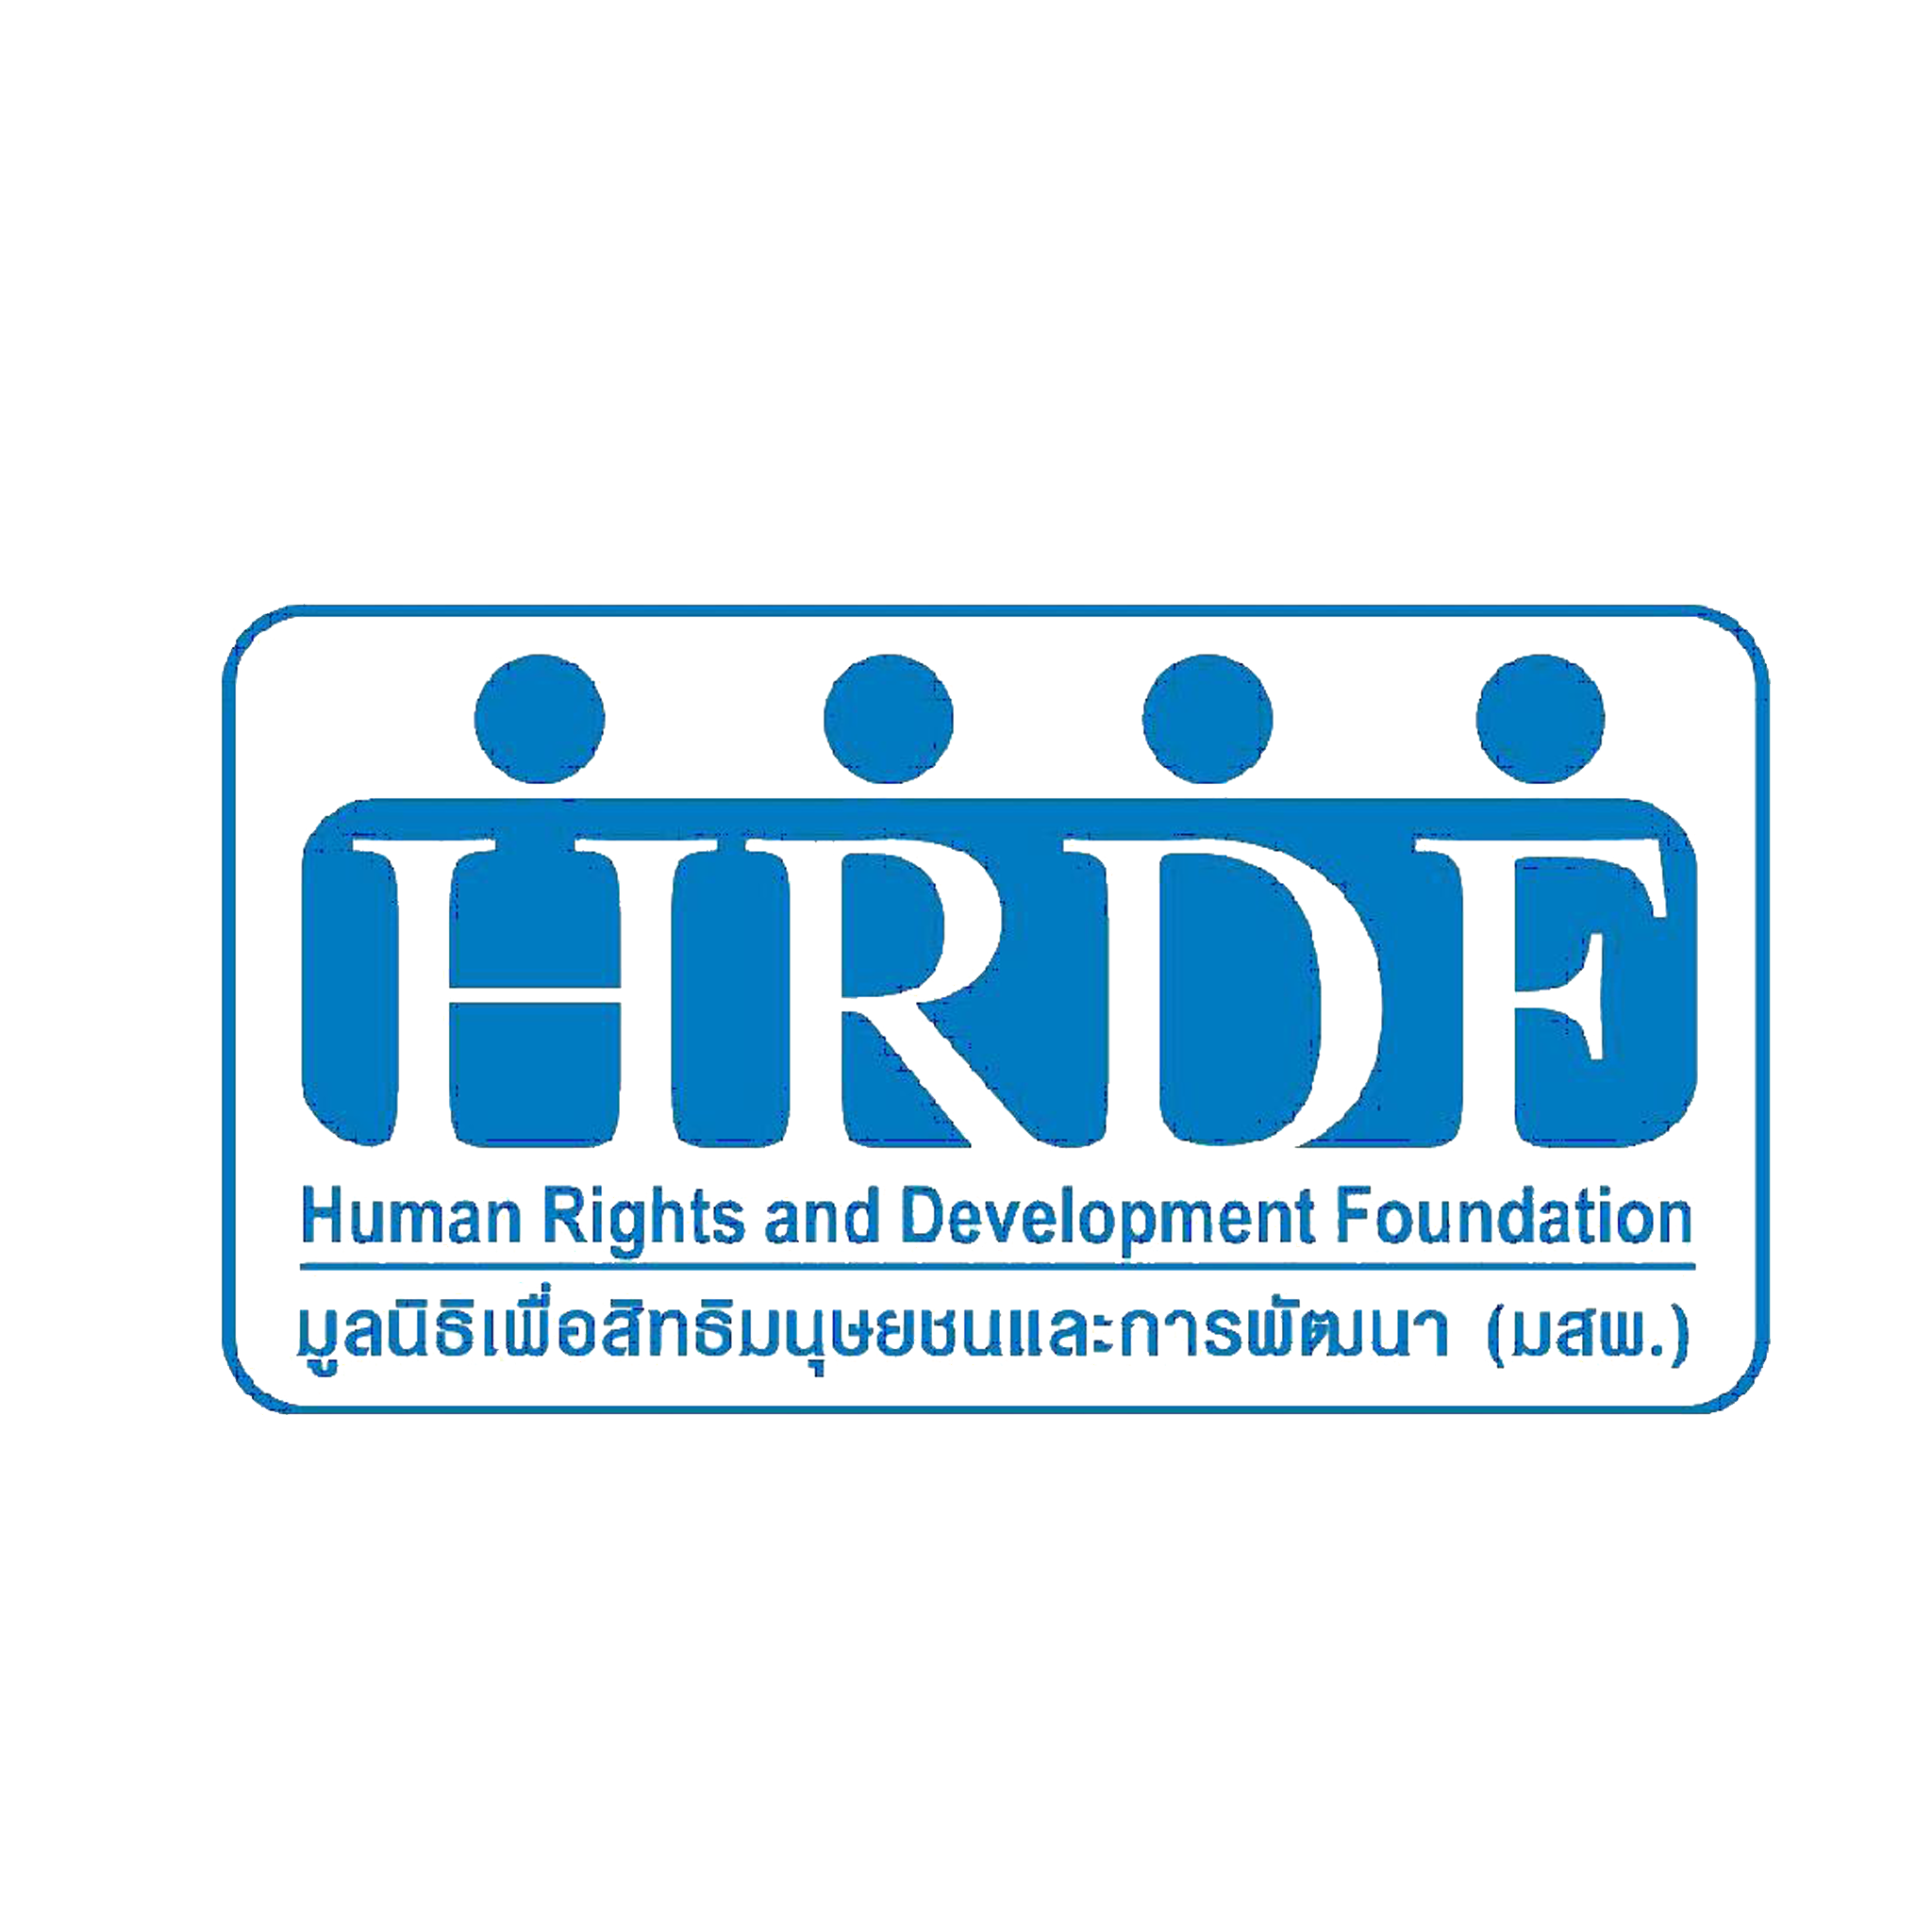 HRDF
Human Rights and Development Foundation
มูลนิธิเพื่อสิทธิมนุษยชนและการพัฒนา (มสพ.)